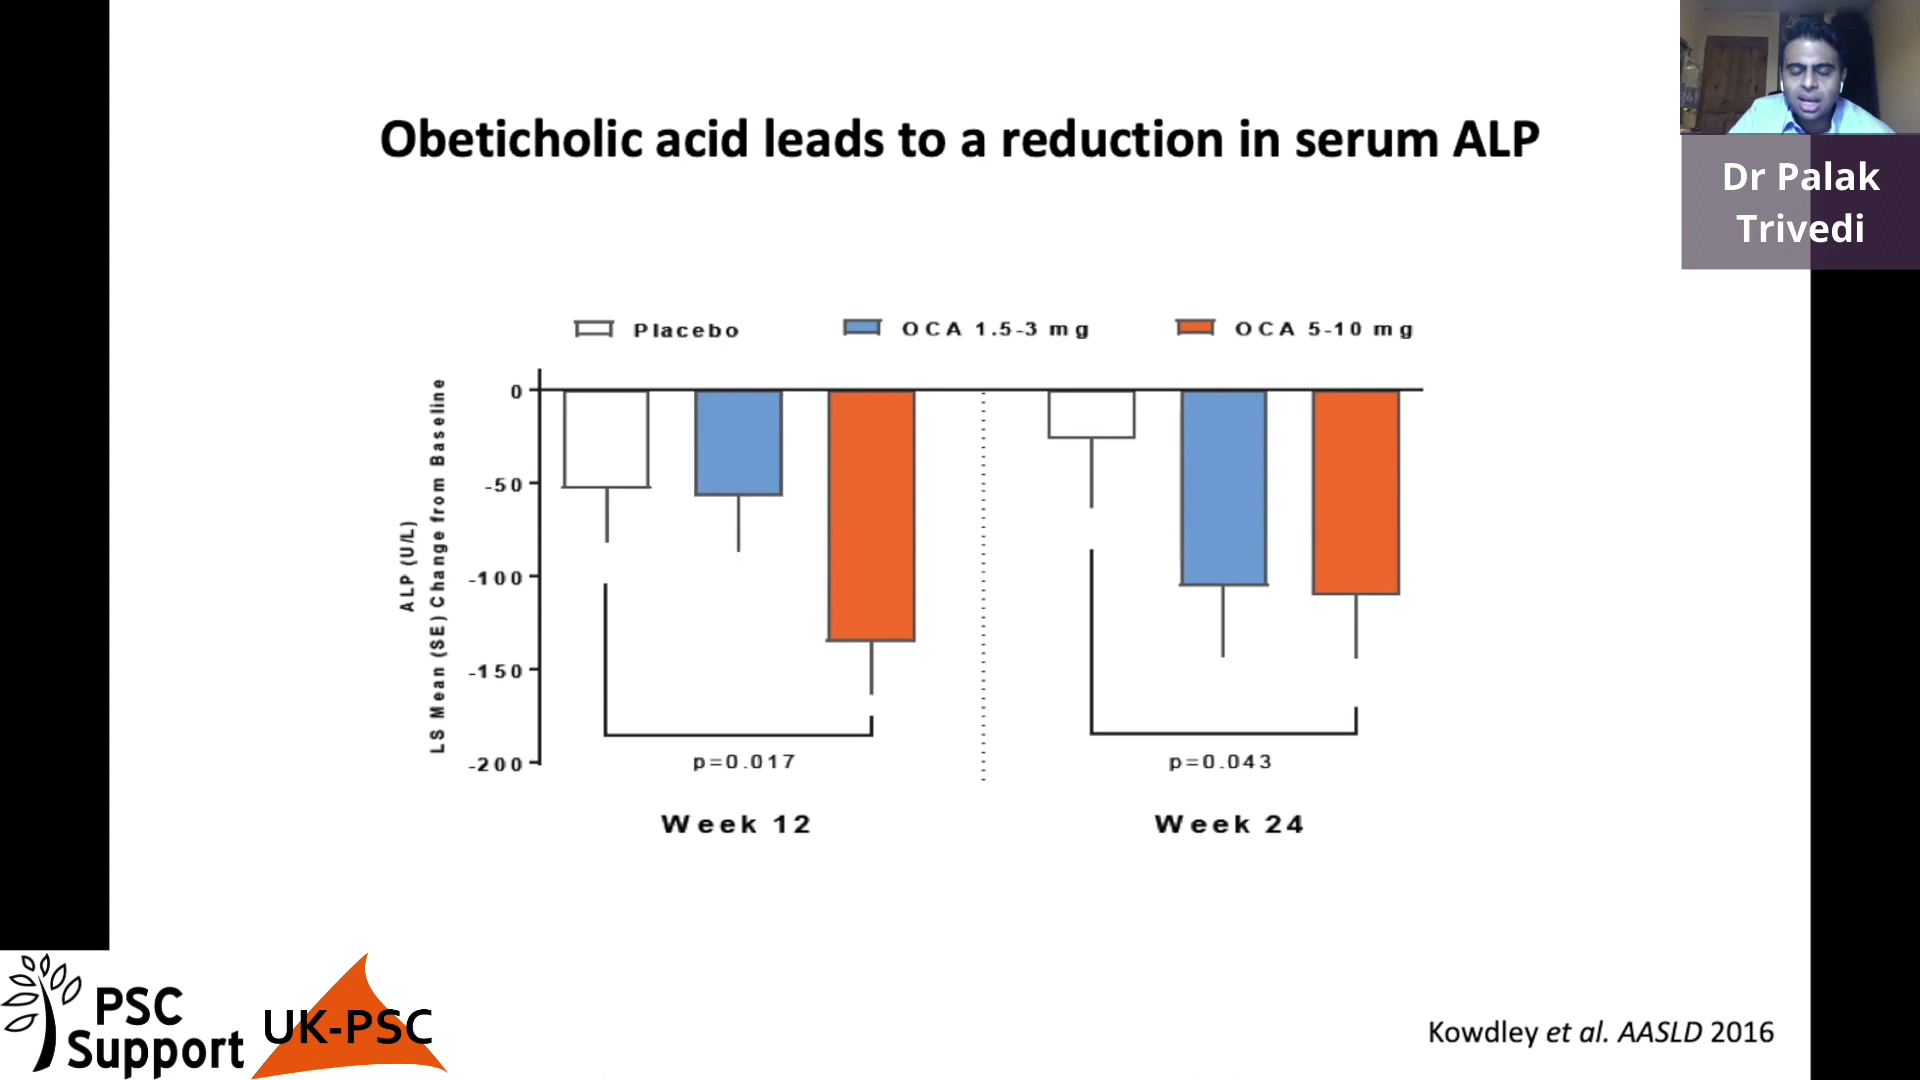 Obeticholic acid leads to a reduction in serum ALP
Dr Palak
Trivedi
Placebo
OCA 1.5-3 mg
OCA 5-10 mg
ALP (U/L)
LS Mean (SE) Change from Baseline
0
-50
-100
-150
-200
p=0.017
p=0.043
Week 12
Week 24
PSC
Support
UK-PSC
Kowdley et al. AASLD 2016